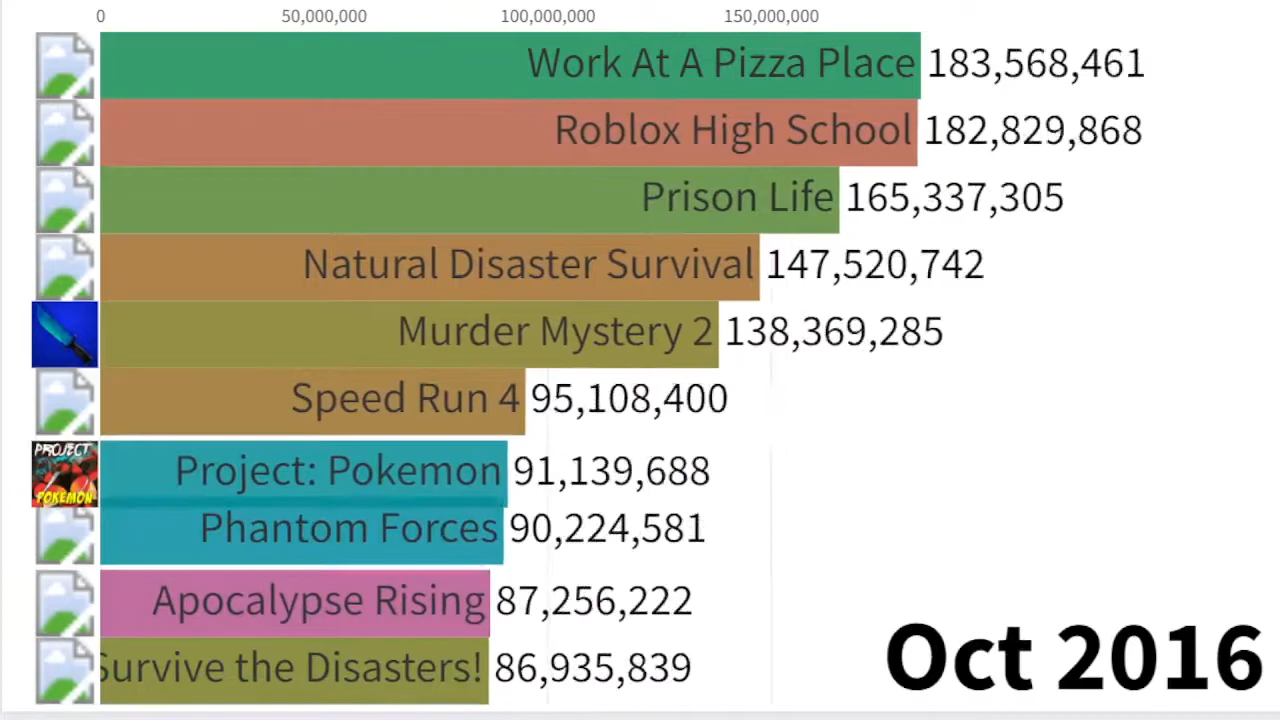 0 50,000,000 100,000,000 150,000,000
Work At A Pizza Place 183,568,461
Roblox High School 182,829,868
Prison Life 165,337,305
Natural Disaster Survival 147,520,742
Murder Mystery 2 138,369,285
Speed Run 4 95,108,400
PROJECT
POKEMON
Project: Pokemon 91,139,688
Phantom Forces 90,224,581
Apocalypse Rising 87,256,222
Survive the Disasters! 86,935,839
Oct 2016